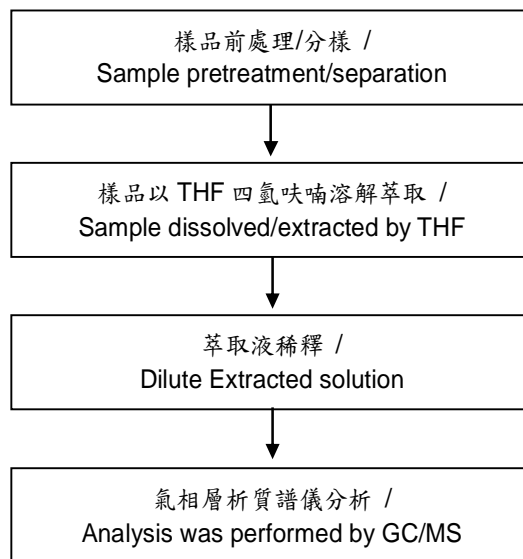 樣品前處理/分樣 /
Sample pretreatment/separation
樣品以 THF 四氫呋喃溶解萃取 /
Sample dissolved/extracted by THF
萃取液稀釋 /
Dilute Extracted solution
氣相層析質譜儀分析 /
Analysis was performed by GC/MS